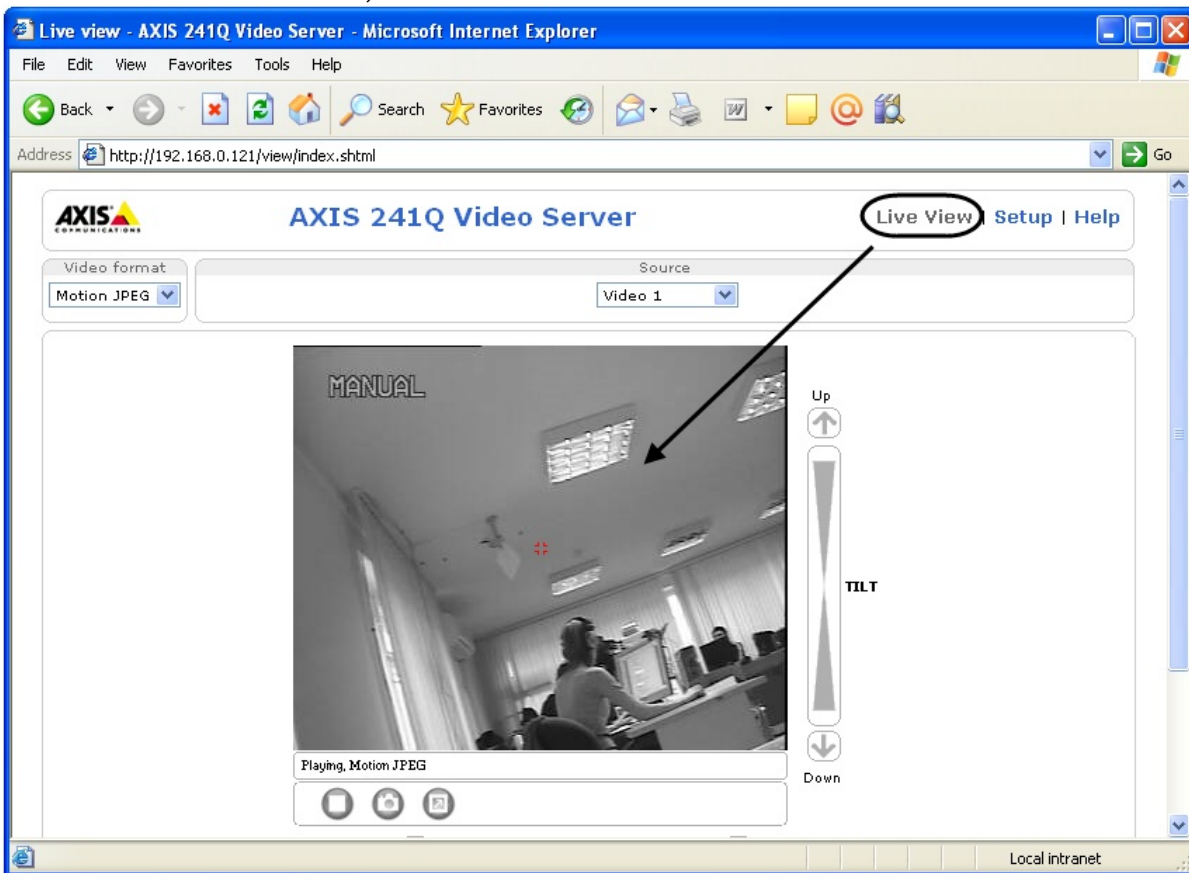 Live view - AXIS 241Q Video Server - Microsoft Internet Explorer
File Edit View Favorites Tools Help
Back Search Favorites
Address http://192.168.0.121/view/index.shtml Go
AXIS COMMUNICATIONS AXIS 241Q Video Server Live View | Setup | Help
Video format Source
Motion JPEG Video 1
MANUAL
Up
TILT
Playing, Motion JPEG
Down
Local intranet